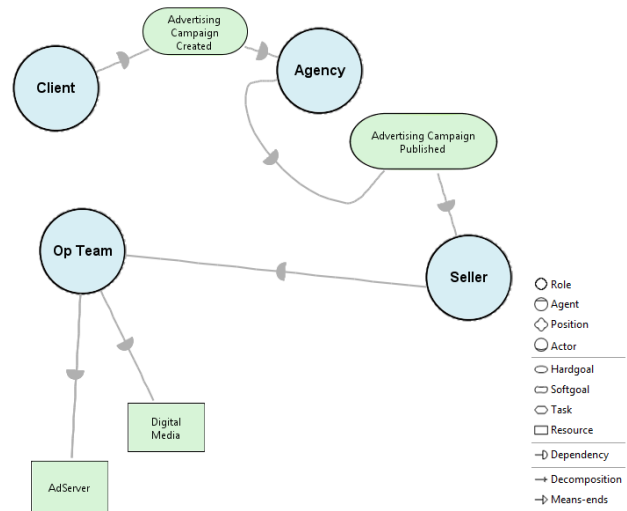 Advertising
Campaign
Created
Client
Agency
Advertising Campaign
Published
Op Team
Seller
Digital
Media
AdServer
Role
Agent
Position
Actor
Hardgoal
Softgoal
Task
Resource
Dependency
Decomposition
Means-ends